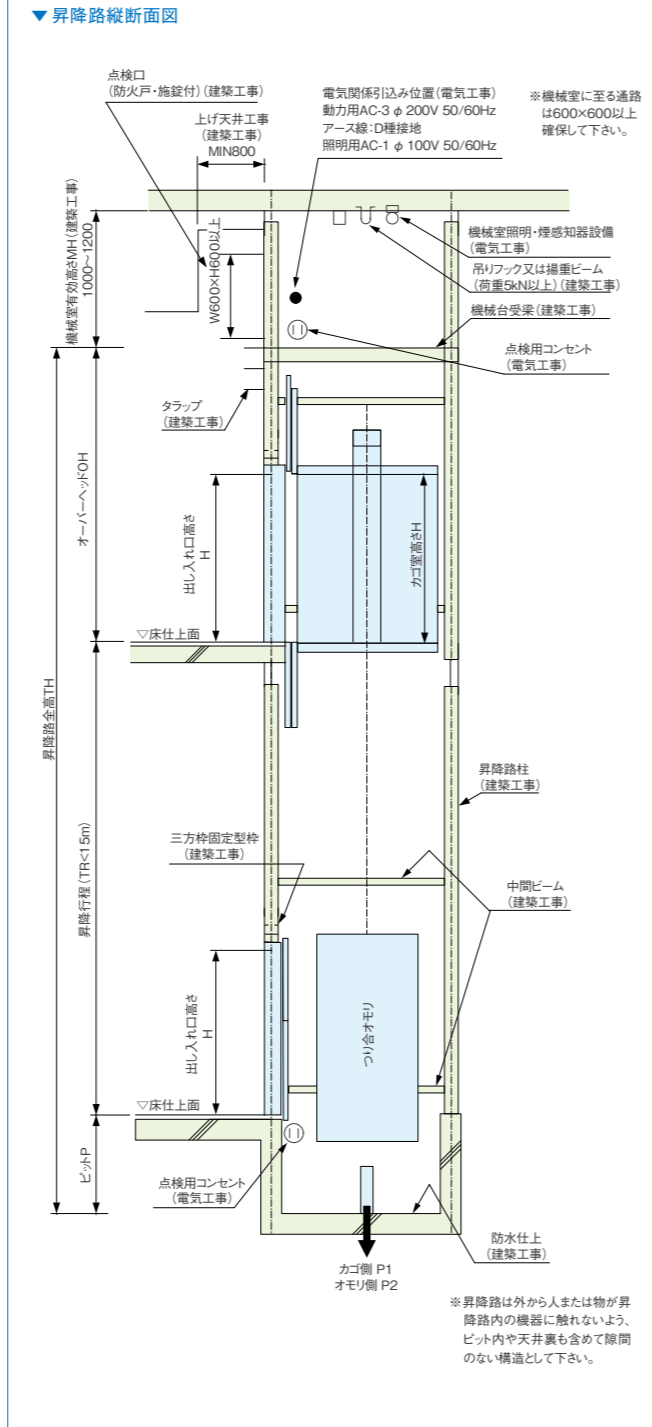 ▼昇降路縦断面図
点検口
(防火戸・施錠付)(建築工事)
上げ天井工事
(建築工事)
MIN800
電気関係引込み位置(電気工事)
動力用AC-3φ200V 50/60Hz
アース線:D種接地
照明用AC-1φ100V 50/60Hz
※機械室に至る通路
は600×600以上
確保して下さい。
機械室有効高さMH(建築工事)
1000〜1200
W600×H600以上
機械室照明・煙感知器設備
(電気工事)
吊りフック又は揚重ビーム
(荷重5kN以上)(建築工事)
機械台受梁(建築工事)
点検用コンセント
(電気工事)
タラップ
(建築工事)
オーバーヘッドOH
出し入れ口高さ
H
カゴ室高さH
▽床仕上面
昇降路全高TH
昇降行程(TR<15m)
昇降路柱
(建築工事)
三方枠固定型枠
(建築工事)
中間ビーム
(建築工事)
出し入れ口高さ
H
つり合オモリ
▽床仕上面
ピットP
点検用コンセント
(電気工事)
防水仕上
(建築工事)
カゴ側 P1
オモリ側 P2
※昇降路は外から人または物が昇
降路内の機器に触れないよう、
ピット内や天井裏も含めて隙間
のない構造として下さい。